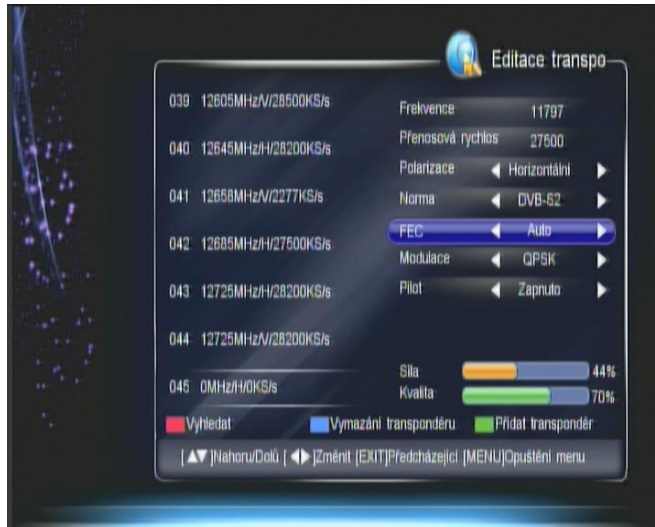 Editace transpo
039 12605MHz/V/28500KS/s
040 12645MHz/H/28200KS/s
041 12658MHz/V/2277KS/s
042 12685MHz/H/27500KS/s
043 12725MHz/H/28200KS/s
044 12725MHz/V/28200KS/s
045 0MHz/H/0KS/s
Frekvence 11797
Přenosová rychlos 27500
Polarizace Horizontální
Norma DVB-S2
FEC Auto
Modulace QPSK
Pilot Zapnuto
Síla 44%
Kvalita 70%
Vyhledat Vymazání transpondéru Přidat transpondér
[▲▼]Nahoru/Dolů [◀▶]Změnit [EXIT]Předcházející [MENU]Opuštění menu